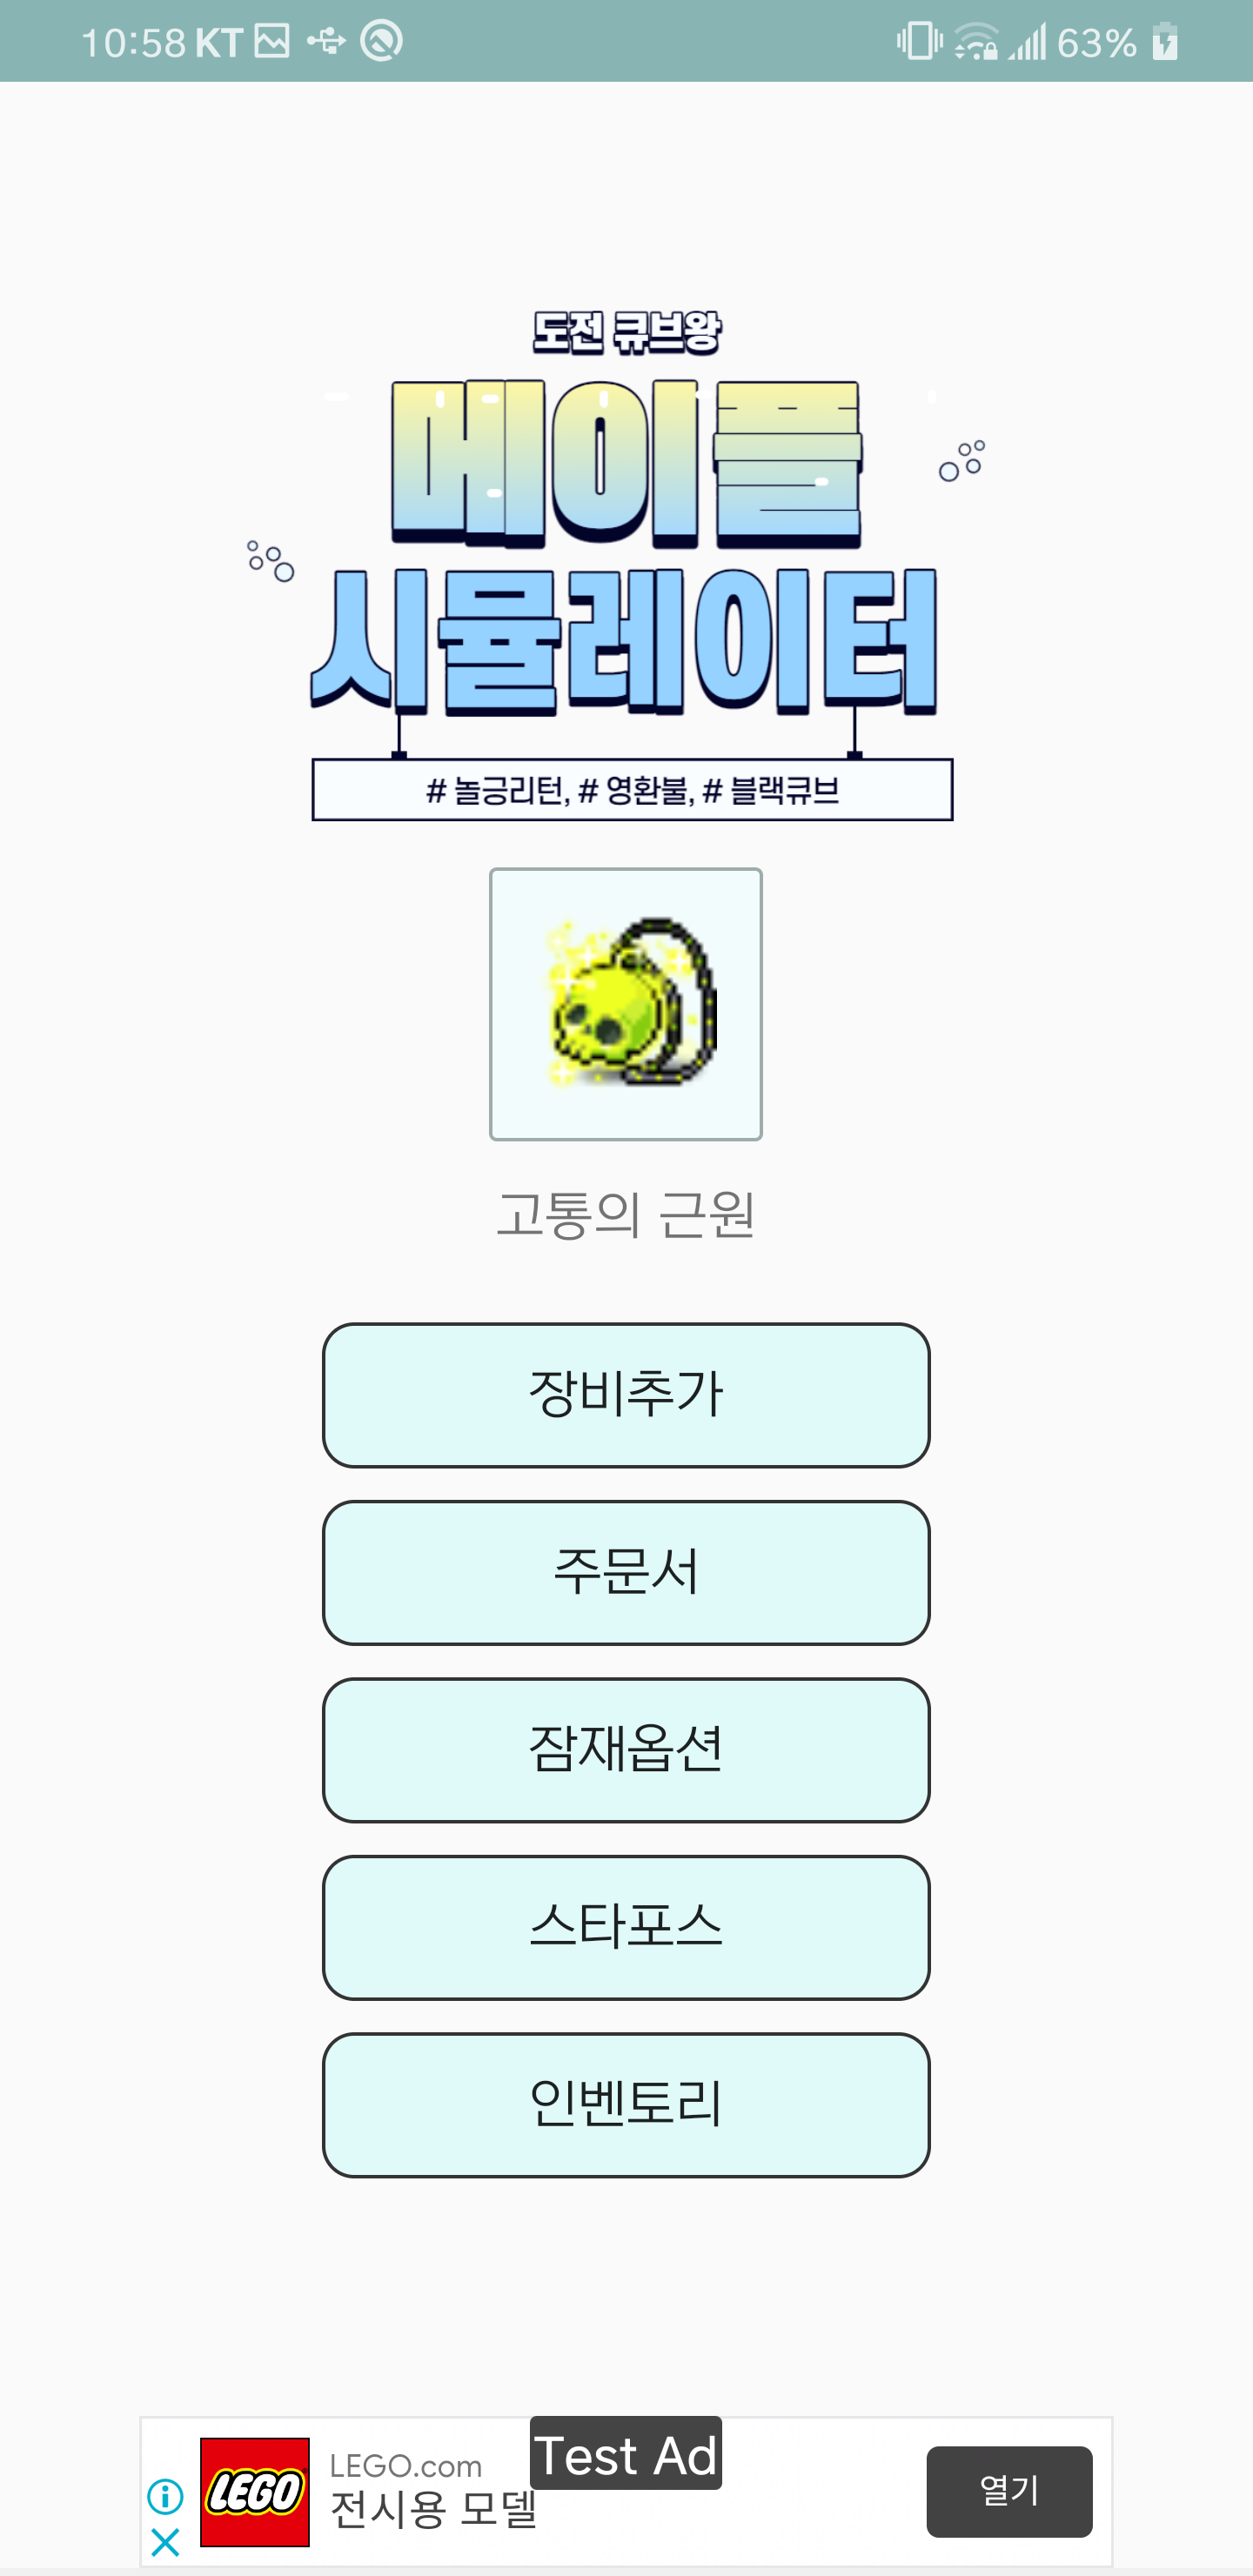 10:58 KT 63%
도전 큐브왕
메이플
시뮬레이터
# 놀긍리턴, # 영환불, # 블랙큐브
고통의 근원
장비추가
주문서
잠재옵션
스타포스
인벤토리
Test Ad
LEGO
LEGO.com
전시용 모델
열기